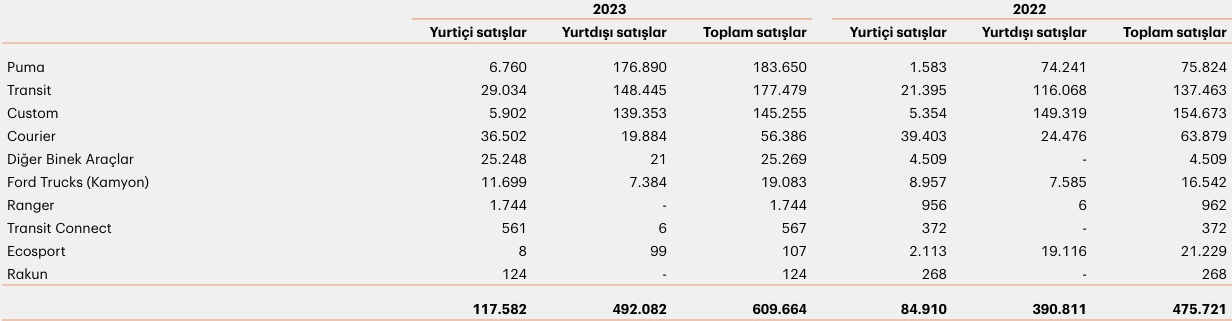 2023 2022
Yurtiçi satışlar Yurtdışı satışlar Toplam satışlar Yurtiçi satışlar Yurtdışı satışlar Toplam satışlar
Puma 6.760 176.890 183.650 1.583 74.241 75.824
Transit 29.034 148.445 177.479 21.395 116.068 137.463
Custom 5.902 139.353 145.255 5.354 149.319 154.673
Courier 36.502 19.884 56.386 39.403 24.476 63.879
Diğer Binek Araçlar 25.248 21 25.269 4.509 - 4.509
Ford Trucks (Kamyon) 11.699 7.384 19.083 8.957 7.585 16.542
Ranger 1.744 - 1.744 956 6 962
Transit Connect 561 6 567 372 - 372
Ecosport 8 99 107 2.113 19.116 21.229
Rakun 124 - 124 268 - 268
117.582 492.082 609.664 84.910 390.811 475.721